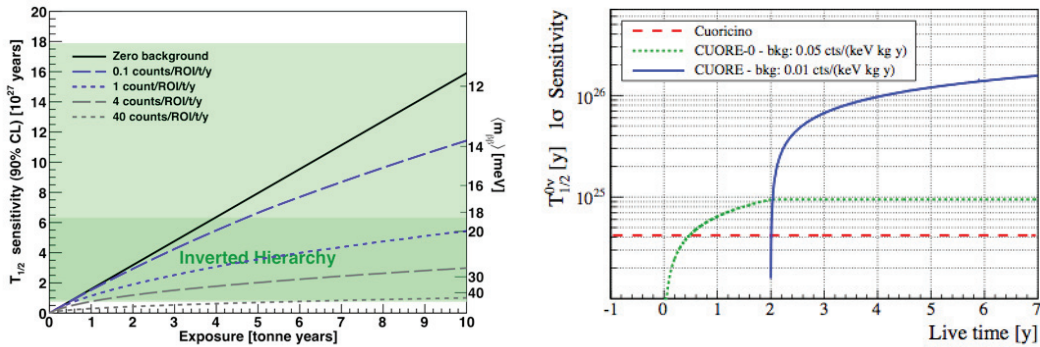 T1/2 sensitivity (90% CL) [10^27 years]
20
18
16
14
12
10
8
6
4
2
0
Zero background
0.1 counts/ROI/t/y
1 count/ROI/t/y
4 counts/ROI/t/y
40 counts/ROI/t/y
Inverted Hierarchy
12
14
16
18
20
30
40
⟨mββ⟩ [meV]
0 1 2 3 4 5 6 7 8 9 10
Exposure [tonne years]
T^0ν_1/2 [y] 1σ Sensitivity
10^26
10^25
Cuoricino
CUORE-0 - bkg: 0.05 cts/(keV kg y)
CUORE - bkg: 0.01 cts/(keV kg y)
-1 0 1 2 3 4 5 6 7
Live time [y]